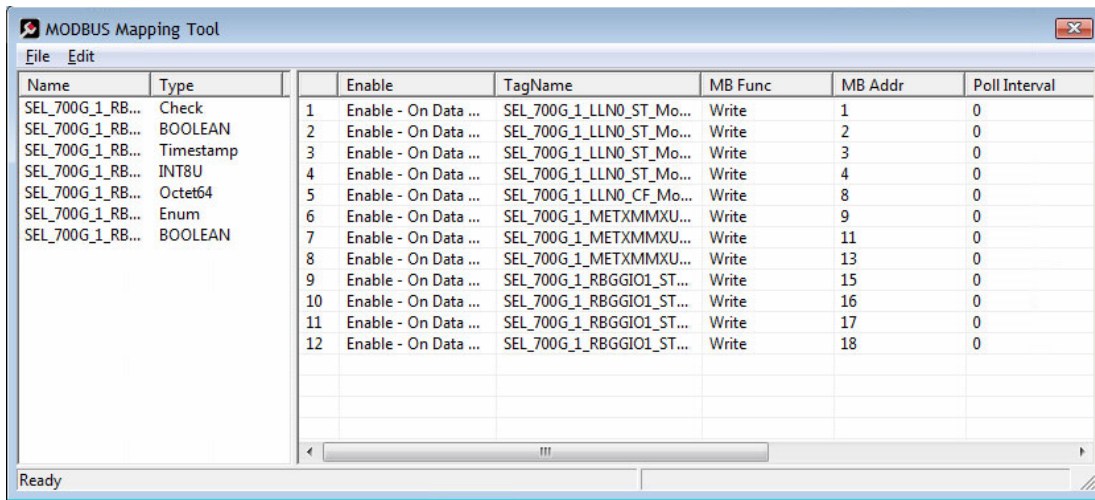 MODBUS Mapping Tool
File Edit
Name Type
SEL_700G_1_RB... Check
SEL_700G_1_RB... BOOLEAN
SEL_700G_1_RB... Timestamp
SEL_700G_1_RB... INT8U
SEL_700G_1_RB... Octet64
SEL_700G_1_RB... Enum
SEL_700G_1_RB... BOOLEAN
Enable TagName MB Func MB Addr Poll Interval
1 Enable - On Data ... SEL_700G_1_LLN0_ST_Mo... Write 1 0
2 Enable - On Data ... SEL_700G_1_LLN0_ST_Mo... Write 2 0
3 Enable - On Data ... SEL_700G_1_LLN0_ST_Mo... Write 3 0
4 Enable - On Data ... SEL_700G_1_LLN0_ST_Mo... Write 4 0
5 Enable - On Data ... SEL_700G_1_LLN0_CF_Mo... Write 8 0
6 Enable - On Data ... SEL_700G_1_METXMMXU... Write 9 0
7 Enable - On Data ... SEL_700G_1_METXMMXU... Write 11 0
8 Enable - On Data ... SEL_700G_1_METXMMXU... Write 13 0
9 Enable - On Data ... SEL_700G_1_RBGGIO1_ST... Write 15 0
10 Enable - On Data ... SEL_700G_1_RBGGIO1_ST... Write 16 0
11 Enable - On Data ... SEL_700G_1_RBGGIO1_ST... Write 17 0
12 Enable - On Data ... SEL_700G_1_RBGGIO1_ST... Write 18 0
Ready